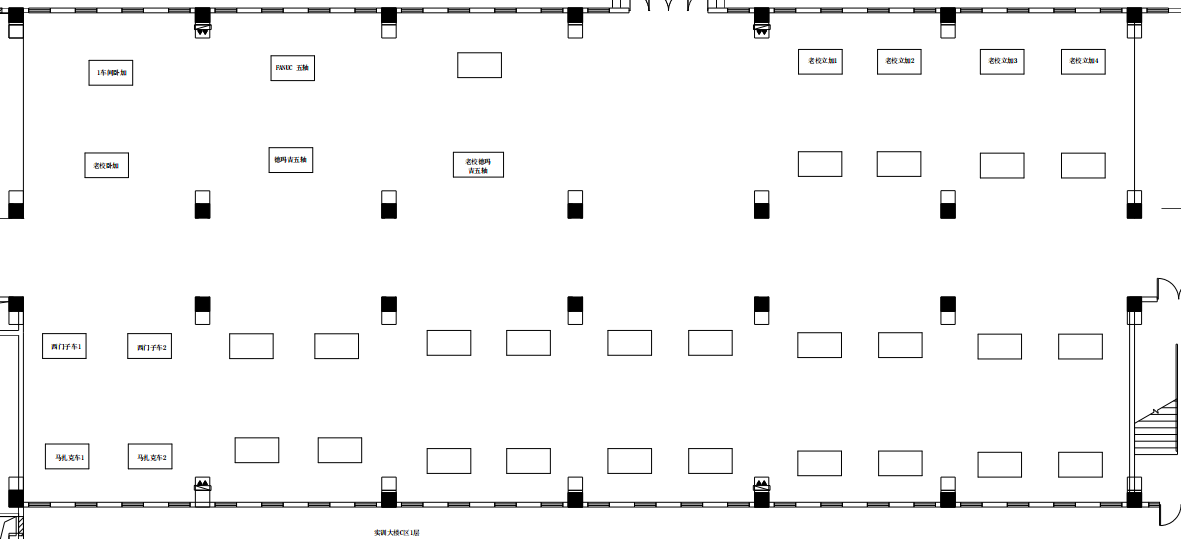 1车间卧加
FANUC 五轴
老校立加1
老校立加2
老校立加3
老校立加4
老校卧加
德玛吉五轴
老校德玛
吉五轴
西门子车1
西门子车2
马扎克车1
马扎克车2
实训大楼C区1层